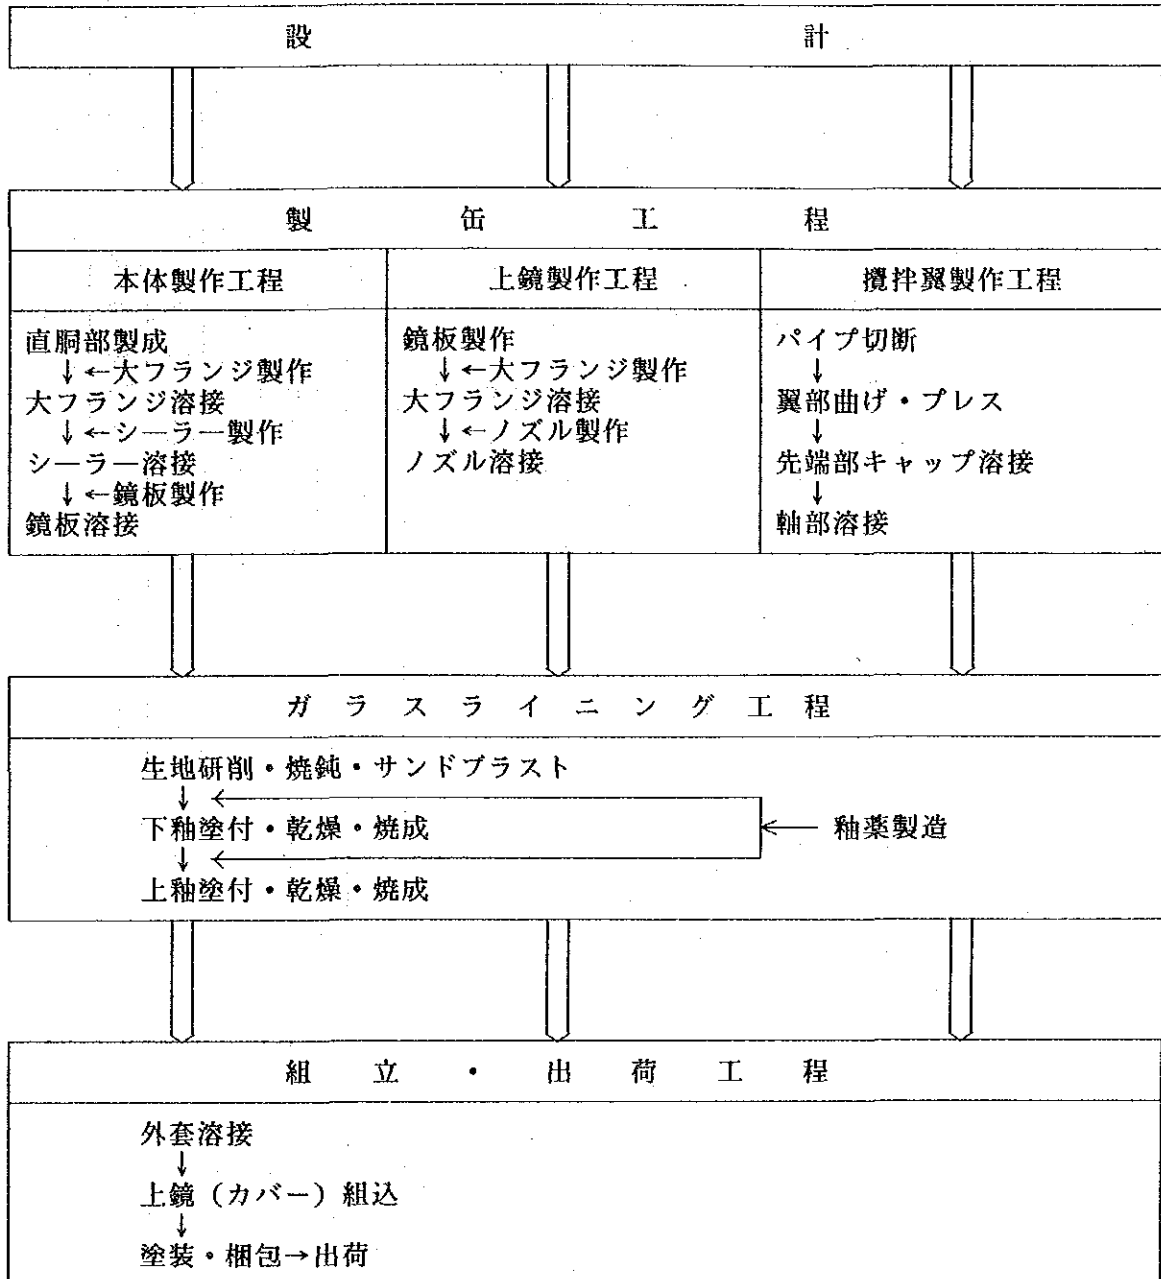 設計
製缶工程
本体製作工程
上鏡製作工程
攪拌翼製作工程
直胴部製成
↓←大フランジ製作
大フランジ溶接
↓←シーラー製作
シーラー溶接
↓←鏡板製作
鏡板溶接
鏡板製作
↓←大フランジ製作
大フランジ溶接
↓←ノズル製作
ノズル溶接
パイプ切断
↓
翼部曲げ・プレス
↓
先端部キャップ溶接
↓
軸部溶接
ガラスライニング工程
生地研削・焼鈍・サンドブラスト
↓
下釉塗付・乾燥・焼成
← 釉薬製造
↓
上釉塗付・乾燥・焼成
組立・出荷工程
外套溶接
↓
上鏡（カバー）組込
↓
塗装・梱包→出荷